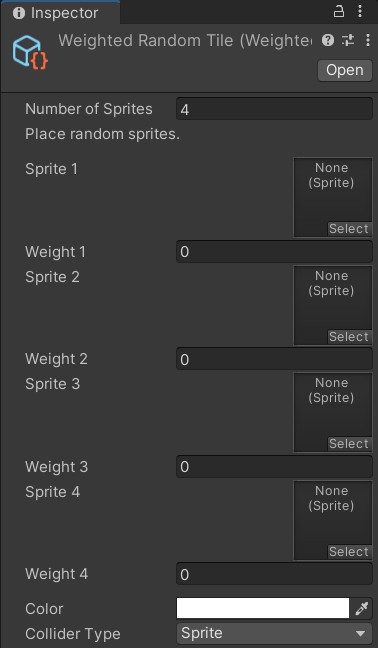 Inspector
Weighted Random Tile (Weighte
Open
Number of Sprites 4
Place random sprites.
Sprite 1 None
(Sprite)
Select
Weight 1 0
Sprite 2 None
(Sprite)
Select
Weight 2 0
Sprite 3 None
(Sprite)
Select
Weight 3 0
Sprite 4 None
(Sprite)
Select
Weight 4 0
Color
Collider Type Sprite